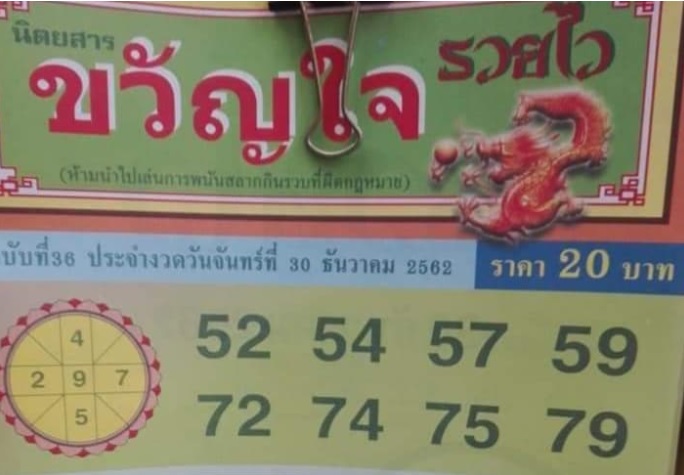 นิตยสาร
ขวัญใจ รวยไว
(ห้ามนำไปเล่นการพนันสลากกินรวบที่ผิดกฎหมาย)
บับที่36 ประจำงวดวันจันทร์ที่ 30 ธันวาคม 2562 ราคา 20 บาท
52 54 57 59
72 74 75 79
4
2 9 7
5